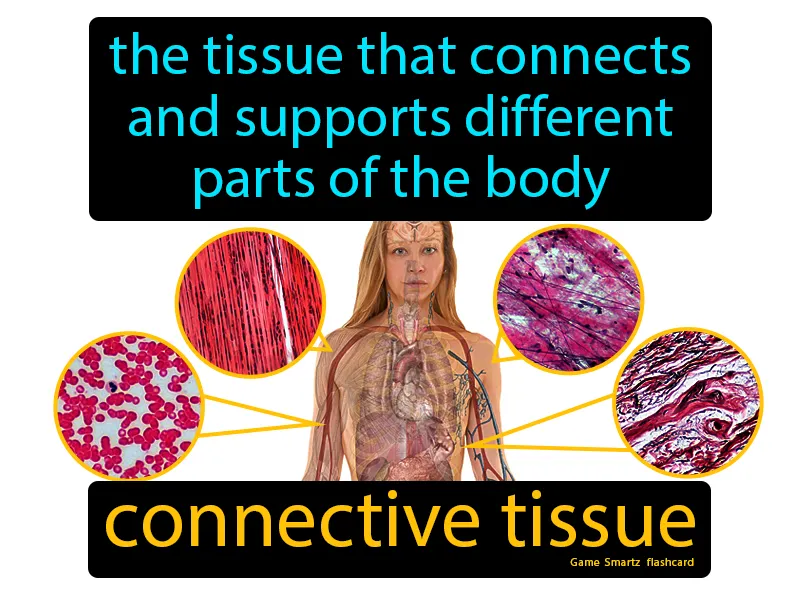 the tissue that connects
and supports different
parts of the body
connective tissue
Game Smartz flashcard